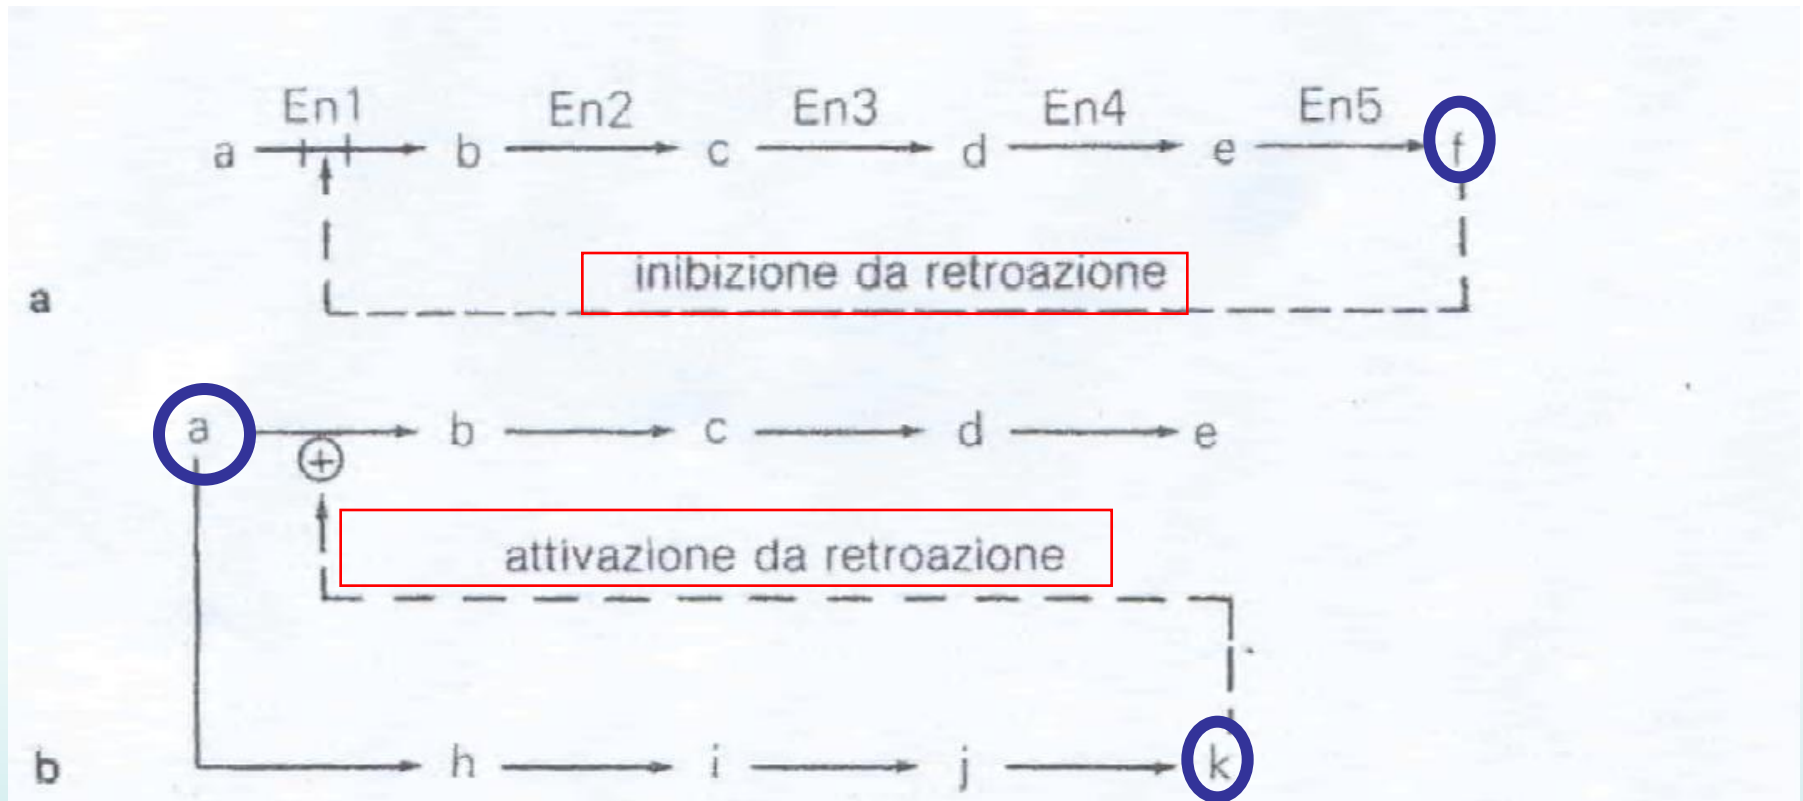 En1 En2 En3 En4 En5
a b c d e f
inibizione da retroazione
a
a b c d e
+
attivazione da retroazione
b h i j k